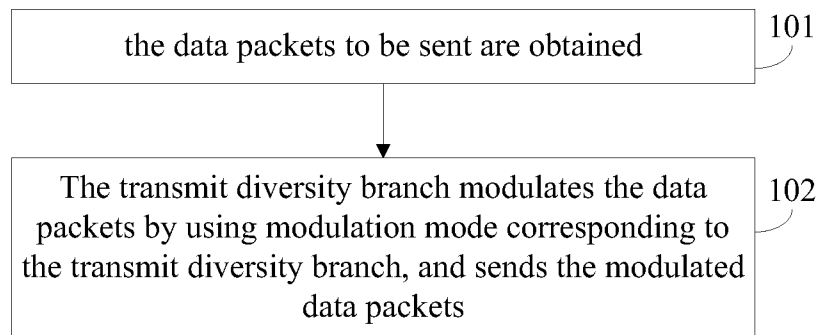 the data packets to be sent are obtained
101
The transmit diversity branch modulates the data
packets by using modulation mode corresponding to
the transmit diversity branch, and sends the modulated
data packets
102